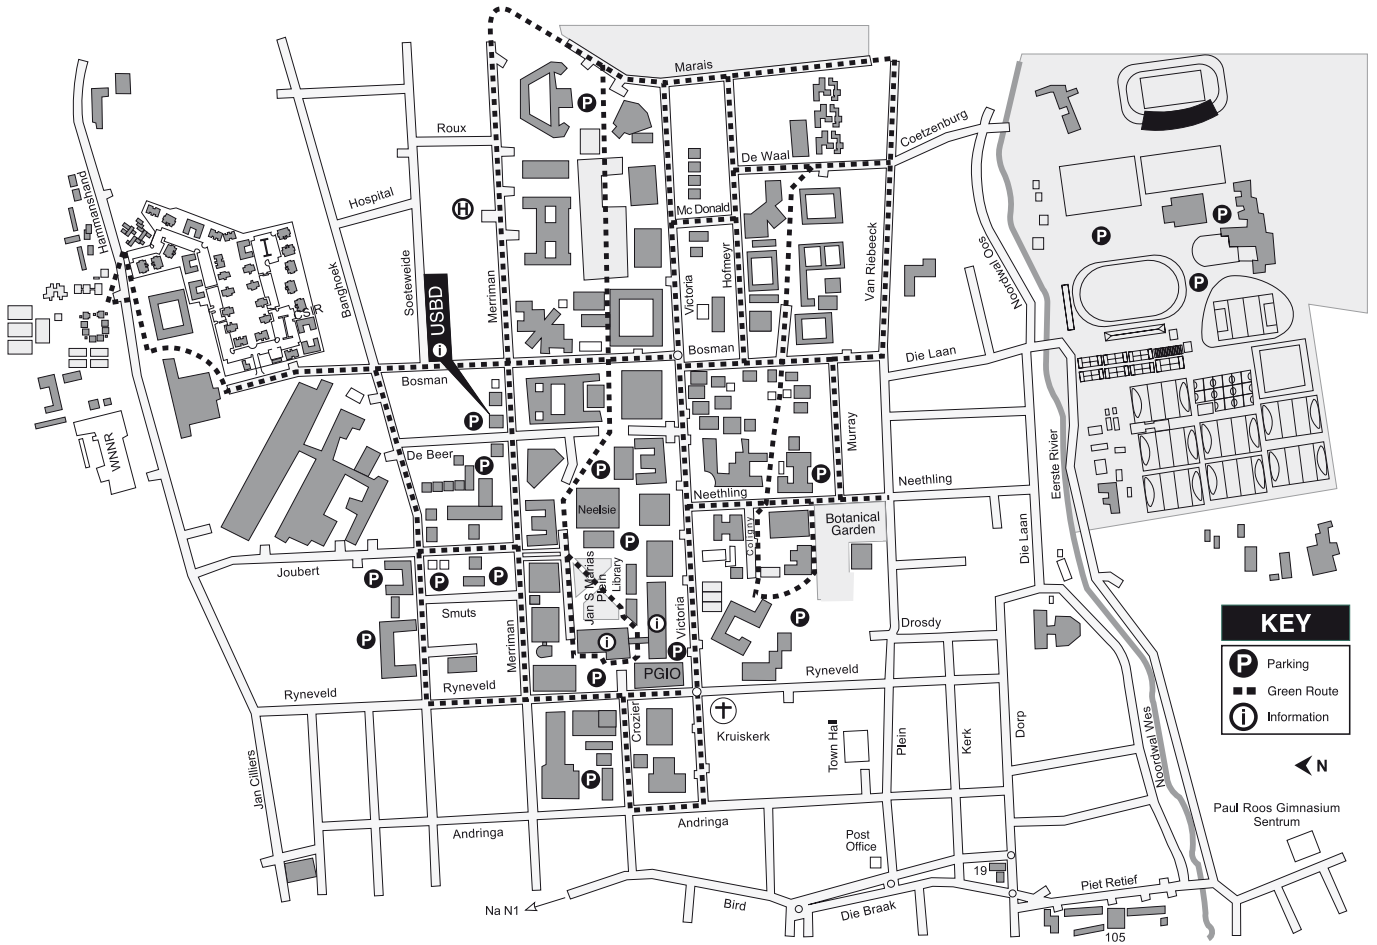 Marais
Roux
Coetzenburg
De Waal
P
Hammanshand
Hospital
H
Mc Donald
P
P
Banghoek
Soeteweide
Merriman
Victoria
Hofmeyr
Van Riebeeck
Noordwal Oos
P
CSIR
USBD
i
Bosman
Die Laan
Bosman
P
Murray
WNNR
De Beer
P
P
P
Neethling
Neethling
Eerste Rivier
Neelsie
Botanical
Garden
Coligny
Die Laan
P
Joubert
P
P
P
Jan S Marias
Plein
Library
Smuts
P
Merriman
i
i
Victoria
P
P
Drosdy
KEY
P Parking
Green Route
i Information
Ryneveld
Ryneveld
P
PGIO
Ryneveld
Crozier
Kruiskerk
Town Hall
Plein
Kerk
Dorp
Noordwal Wes
N
Jan Cilliers
P
Paul Roos Gimnasium
Sentrum
Andringa
Andringa
Post
Office
19
Piet Retief
Na N1
Bird
Die Braak
105